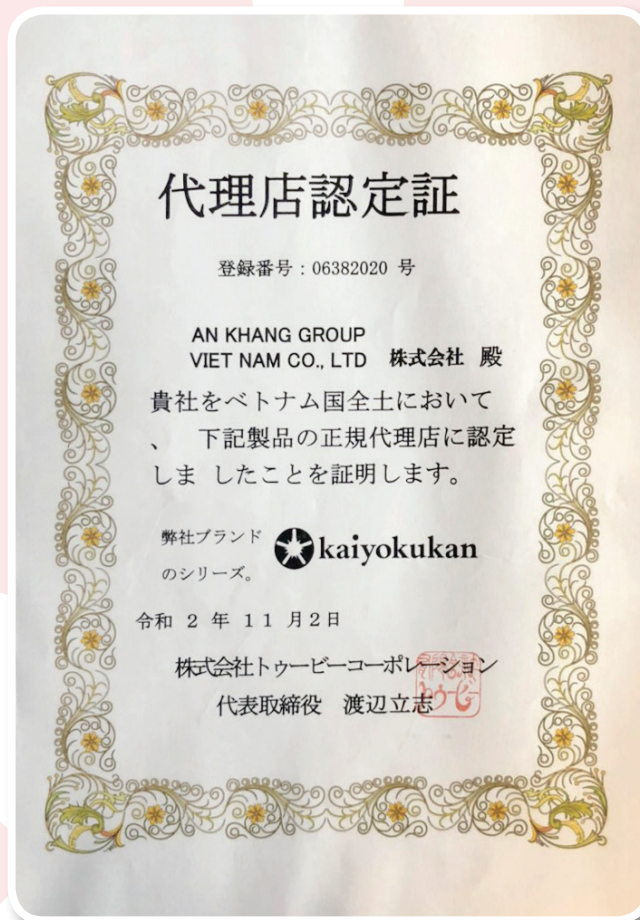 代理店認定証
登録番号：06382020 号
AN KHANG GROUP
VIET NAM CO., LTD 株式会社 殿
貴社をベトナム国全土において
、 下記製品の正規代理店に認定
しま したことを証明します。
弊社ブランド kaiyokukan
のシリーズ。
令和 2 年 11 月2日
株式会社トゥービーコーポレーション
代表取締役 渡辺立志